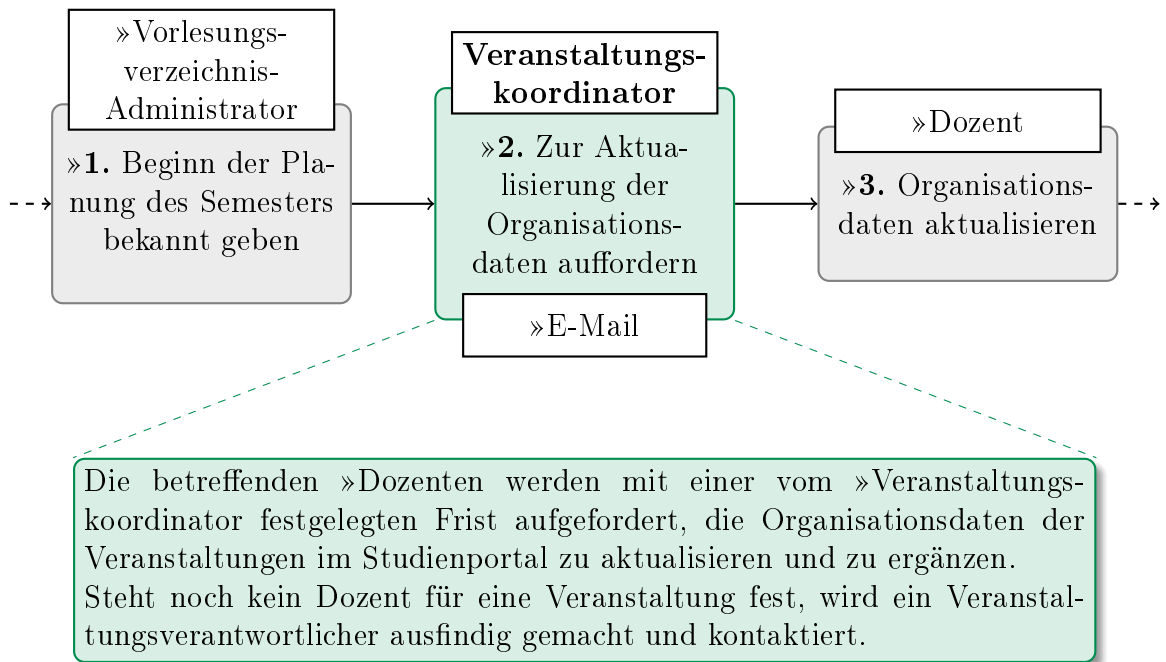 »Vorlesungs-
verzeichnis-
Administrator
»1. Beginn der Pla-
nung des Semesters
bekannt geben
Veranstaltungs-
koordinator
»2. Zur Aktua-
lisierung der
Organisations-
daten auffordern
»E-Mail
»Dozent
»3. Organisations-
daten aktualisieren
Die betreffenden »Dozenten werden mit einer vom »Veranstaltungs-
koordinator festgelegten Frist aufgefordert, die Organisationsdaten der
Veranstaltungen im Studienportal zu aktualisieren und zu ergänzen.
Steht noch kein Dozent für eine Veranstaltung fest, wird ein Veranstal-
tungsverantwortlicher ausfindig gemacht und kontaktiert.